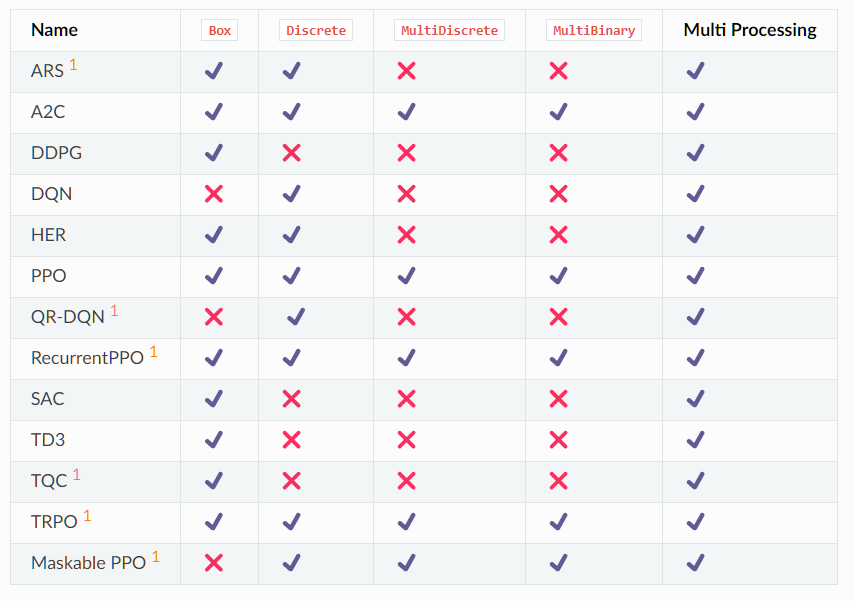 Name Box Discrete MultiDiscrete MultiBinary Multi Processing
ARS 1 ✔ ✔ ❌ ❌ ✔
A2C ✔ ✔ ✔ ✔ ✔
DDPG ✔ ❌ ❌ ❌ ✔
DQN ❌ ✔ ❌ ❌ ✔
HER ✔ ✔ ❌ ❌ ✔
PPO ✔ ✔ ✔ ✔ ✔
QR-DQN 1 ❌ ✔ ❌ ❌ ✔
RecurrentPPO 1 ✔ ✔ ✔ ✔ ✔
SAC ✔ ❌ ❌ ❌ ✔
TD3 ✔ ❌ ❌ ❌ ✔
TQC 1 ✔ ❌ ❌ ❌ ✔
TRPO 1 ✔ ✔ ✔ ✔ ✔
Maskable PPO 1 ❌ ✔ ✔ ✔ ✔